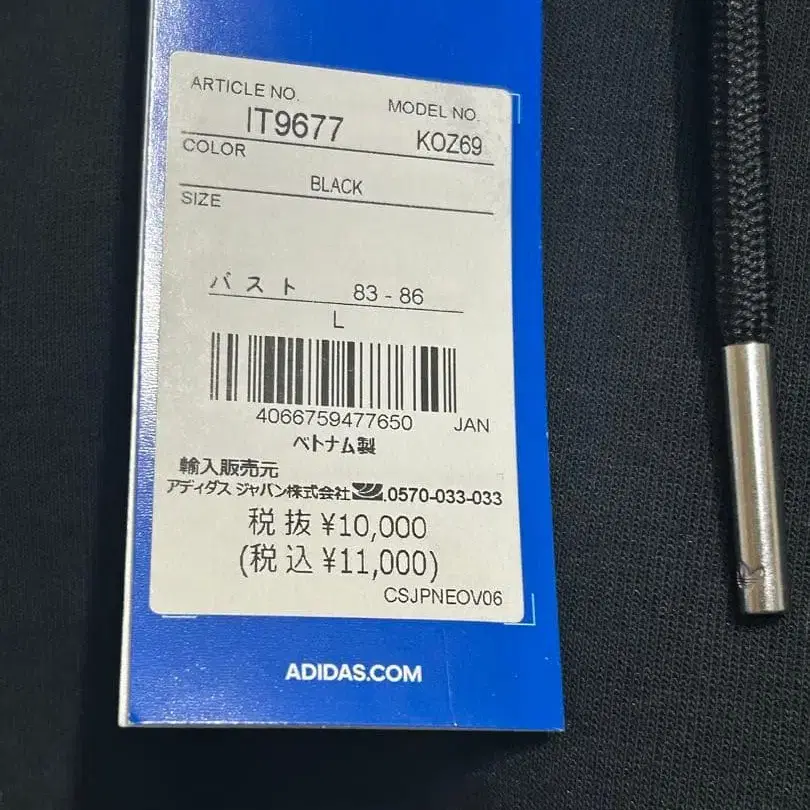 ARTICLE NO.
MODEL NO.
IT9677
KOZ69
COLOR
BLACK
SIZE
バスト 83-86
L
4066759477650 JAN
ベトナム製
輸入販売元
アディダス ジャパン株式会社 0570-033-033
税抜 ¥10,000
(税込 ¥11,000)
CSJPNEOV06
ADIDAS.COM